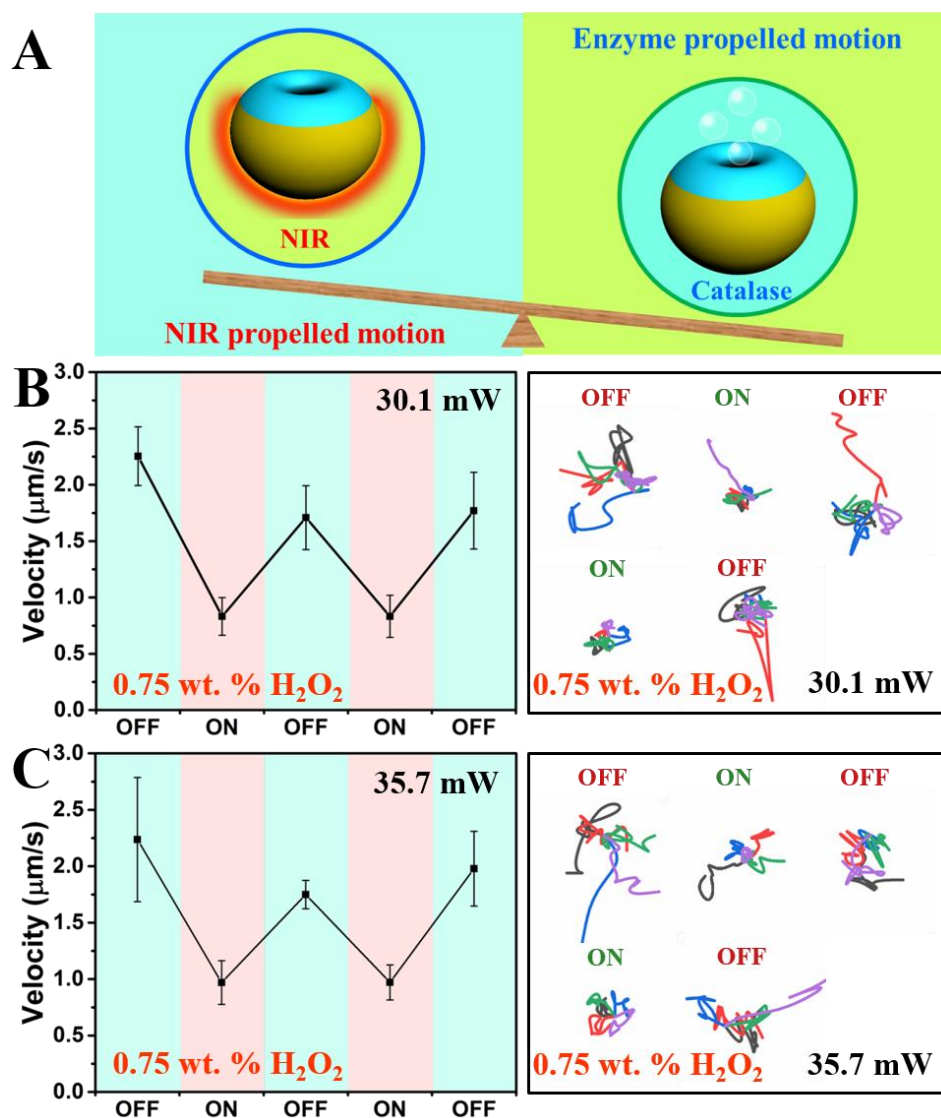 A
Enzyme propelled motion
NIR
Catalase
NIR propelled motion
B
Velocity (μm/s)
3.0
2.5
2.0
1.5
1.0
0.5
0.0
30.1 mW
0.75 wt. % H₂O₂
OFF ON OFF ON OFF
OFF ON OFF
ON OFF
0.75 wt. % H₂O₂ 30.1 mW
C
Velocity (μm/s)
3.0
2.5
2.0
1.5
1.0
0.5
0.0
35.7 mW
0.75 wt. % H₂O₂
OFF ON OFF ON OFF
OFF ON OFF
ON OFF
0.75 wt. % H₂O₂ 35.7 mW